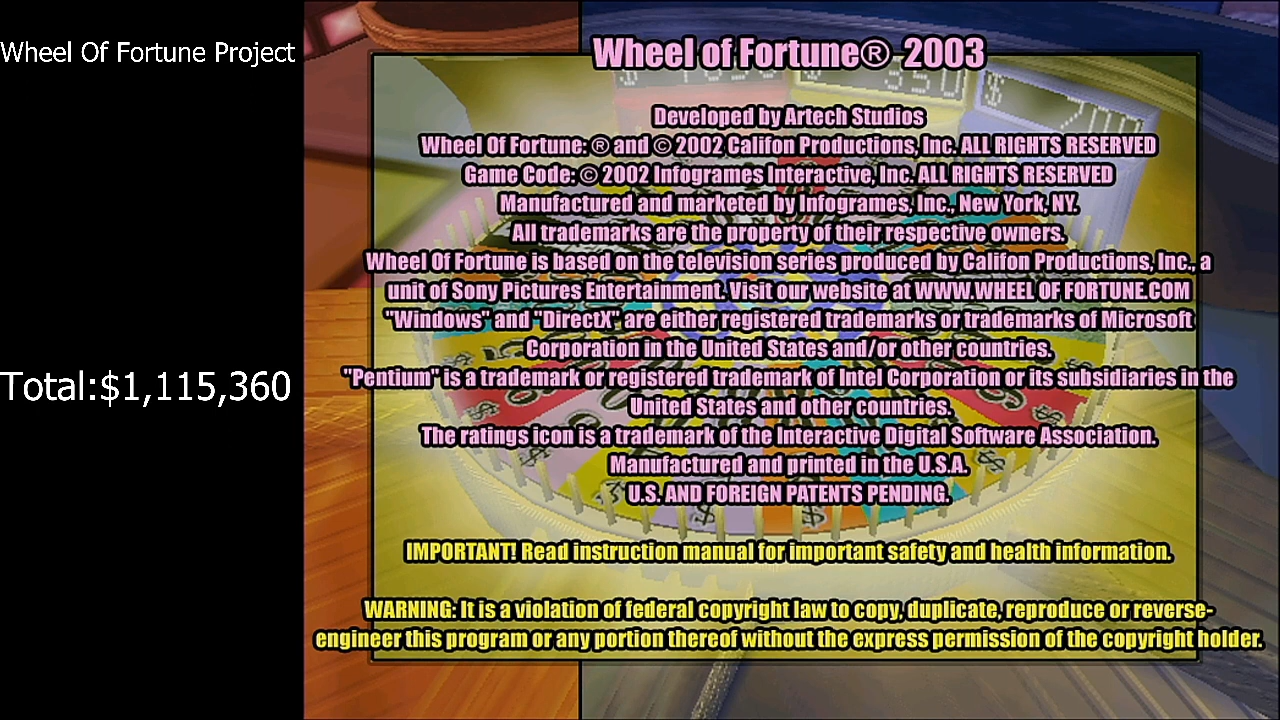 Wheel Of Fortune Project
Total:$1,115,360
Wheel of Fortune® 2003
Developed by Artech Studios
Wheel Of Fortune: ® and © 2002 Califon Productions, Inc. ALL RIGHTS RESERVED
Game Code: © 2002 Infogrames Interactive, Inc. ALL RIGHTS RESERVED
Manufactured and marketed by Infogrames, Inc., New York, NY.
All trademarks are the property of their respective owners.
Wheel Of Fortune is based on the television series produced by Califon Productions, Inc., a
unit of Sony Pictures Entertainment. Visit our website at WWW.WHEEL OF FORTUNE.COM
"Windows" and "DirectX" are either registered trademarks or trademarks of Microsoft
Corporation in the United States and/or other countries.
"Pentium" is a trademark or registered trademark of Intel Corporation or its subsidiaries in the
United States and other countries.
The ratings icon is a trademark of the Interactive Digital Software Association.
Manufactured and printed in the U.S.A.
U.S. AND FOREIGN PATENTS PENDING.
IMPORTANT! Read instruction manual for important safety and health information.
WARNING: It is a violation of federal copyright law to copy, duplicate, reproduce or reverse-
engineer this program or any portion thereof without the express permission of the copyright holder.